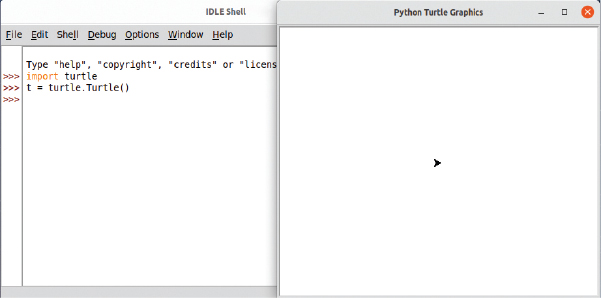 IDLE Shell
File Edit Shell Debug Options Window Help
Type "help", "copyright", "credits" or "licens
>>> import turtle
>>> t = turtle.Turtle()
>>>
Python Turtle Graphics